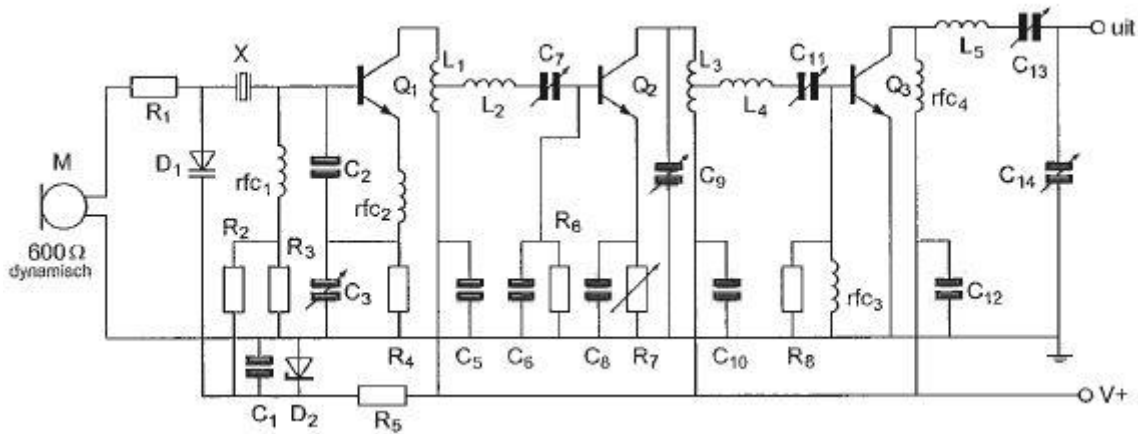 M
600 Ω
dynamisch
R1
D1
X
rfc1
R2
R3
C2
C3
Q1
rfc2
R4
C1
D2
R5
L1
L2
C7
C5
C6
R6
Q2
C8
R7
C9
L3
L4
C11
C10
R8
rfc3
Q3
rfc4
C12
L5
C13
C14
uit
V+